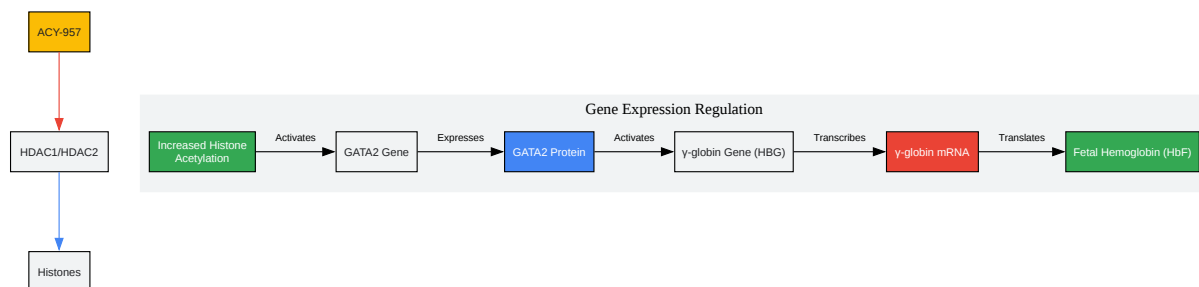 ACY-957
HDAC1/HDAC2
Histones
Gene Expression Regulation
Increased Histone
Acetylation
Activates
GATA2 Gene
Expresses
GATA2 Protein
Activates
γ-globin Gene (HBG)
Transcribes
γ-globin mRNA
Translates
Fetal Hemoglobin (HbF)